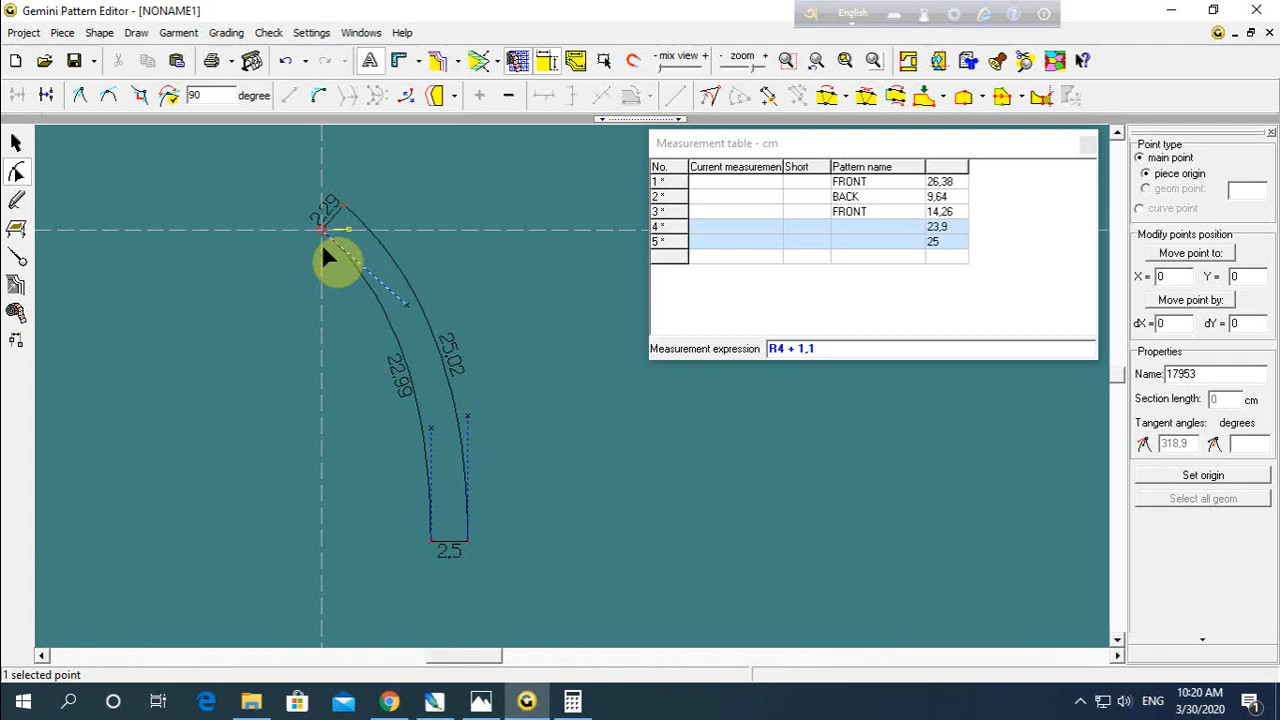 Gemini Pattern Editor - [NONAME1]
English
Project Piece Shape Draw Garment Grading Check Settings Windows Help
mix view zoom
90 degree
Measurement table - cm
No. Current measuremen Short Pattern name
1 * FRONT 26,38
2 * BACK 9,64
3 * FRONT 14,26
4 * 23,9
5 * 25
Measurement expression R4 + 1,1
2,29
25,02
22,99
2,5
Point type
main point
piece origin
geom point:
curve point
Modify points position
Move point to:
X = 0 Y = 0
Move point by:
dX = 0 dY = 0
Properties
Name: 17953
Section length: 0 cm
Tangent angles: degrees
318,9
Set origin
Select all geom
1 selected point
ENG
10:20 AM
3/30/2020